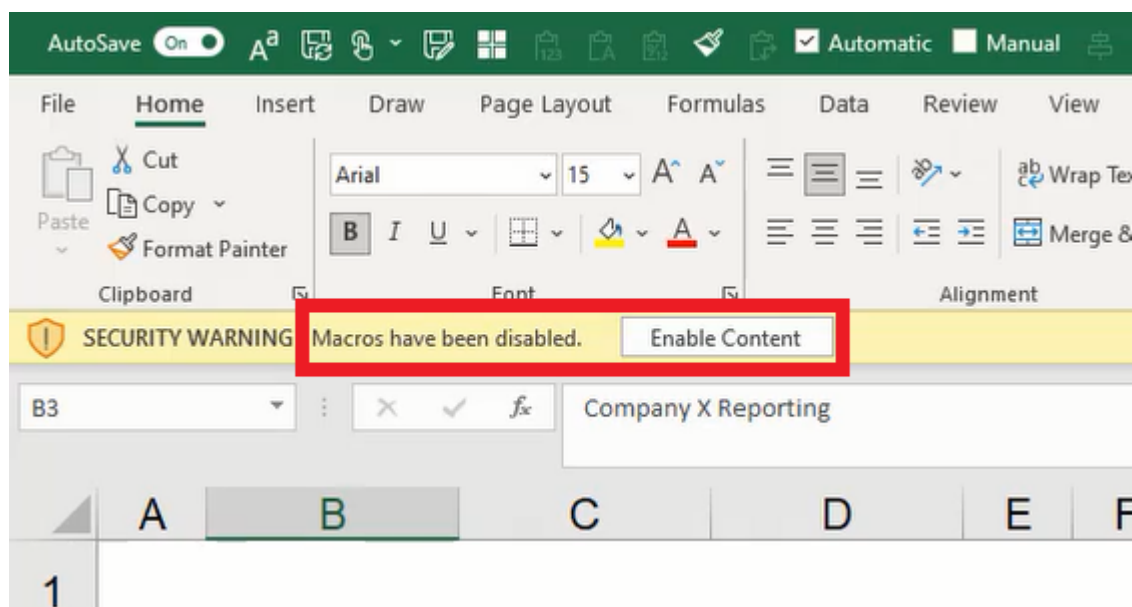 AutoSave On Automatic Manual
File Home Insert Draw Page Layout Formulas Data Review View
Cut
Arial 15 A A
ab Wrap Tex
Copy
Paste
B I U A
Merge &
Format Painter
Clipboard Font Alignment
SECURITY WARNING Macros have been disabled. Enable Content
B3 fx Company X Reporting
A B C D E F
1